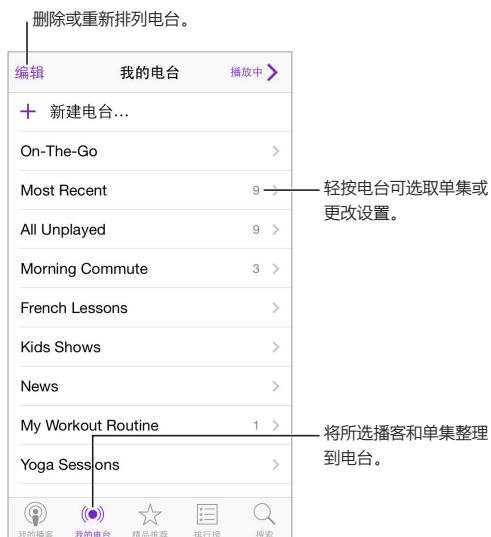 删除或重新排列电台。
编辑 我的电台 播放中
新建电台…
On-The-Go
Most Recent 9
轻按电台可选取单集或
更改设置。
All Unplayed 9
Morning Commute 3
French Lessons
Kids Shows
News
My Workout Routine 1
将所选播客和单集整理
到电台。
Yoga Sessions
我的播客 我的电台 精品推荐 排行榜 搜索